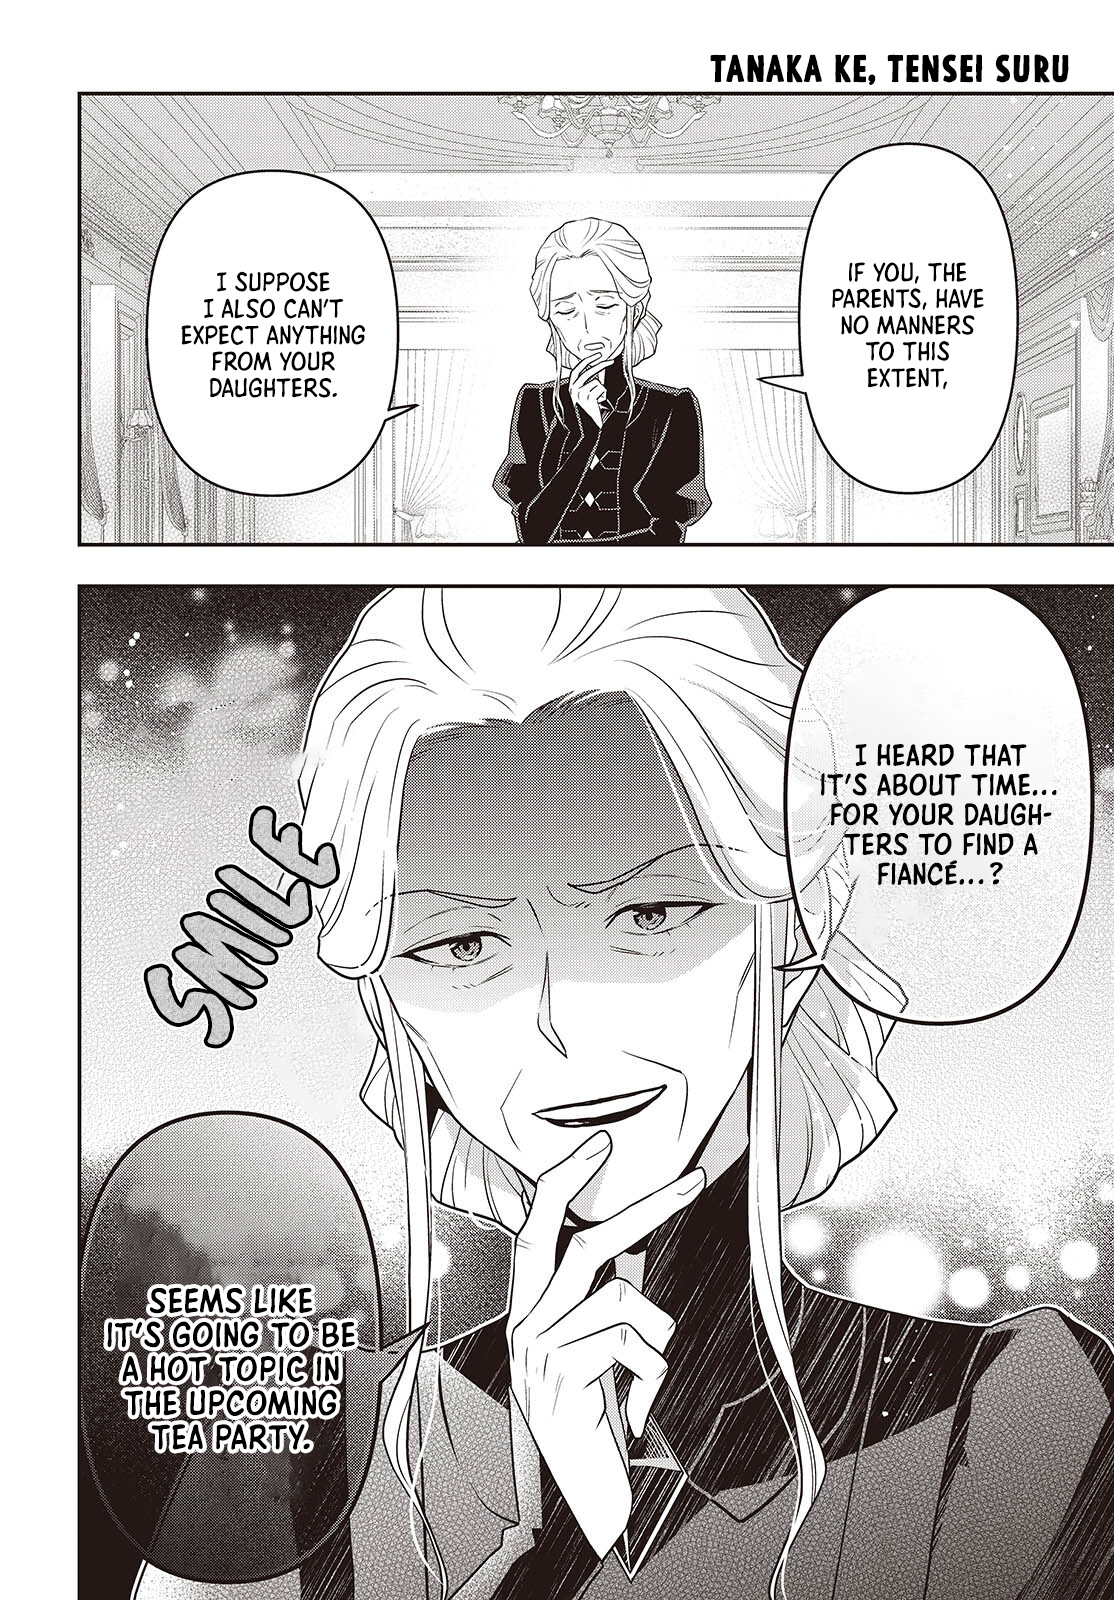 TANAKA KE, TENSEI SURU
IF YOU, THE
PARENTS, HAVE
NO MANNERS
TO THIS
EXTENT,
I SUPPOSE
I ALSO CAN'T
EXPECT ANYTHING
FROM YOUR
DAUGHTERS.
I HEARD THAT
IT'S ABOUT TIME...
FOR YOUR DAUGH-
TERS TO FIND A
FIANCÉ...?
SMILE
SEEMS LIKE
IT'S GOING TO BE
A HOT TOPIC IN
THE UPCOMING
TEA PARTY.